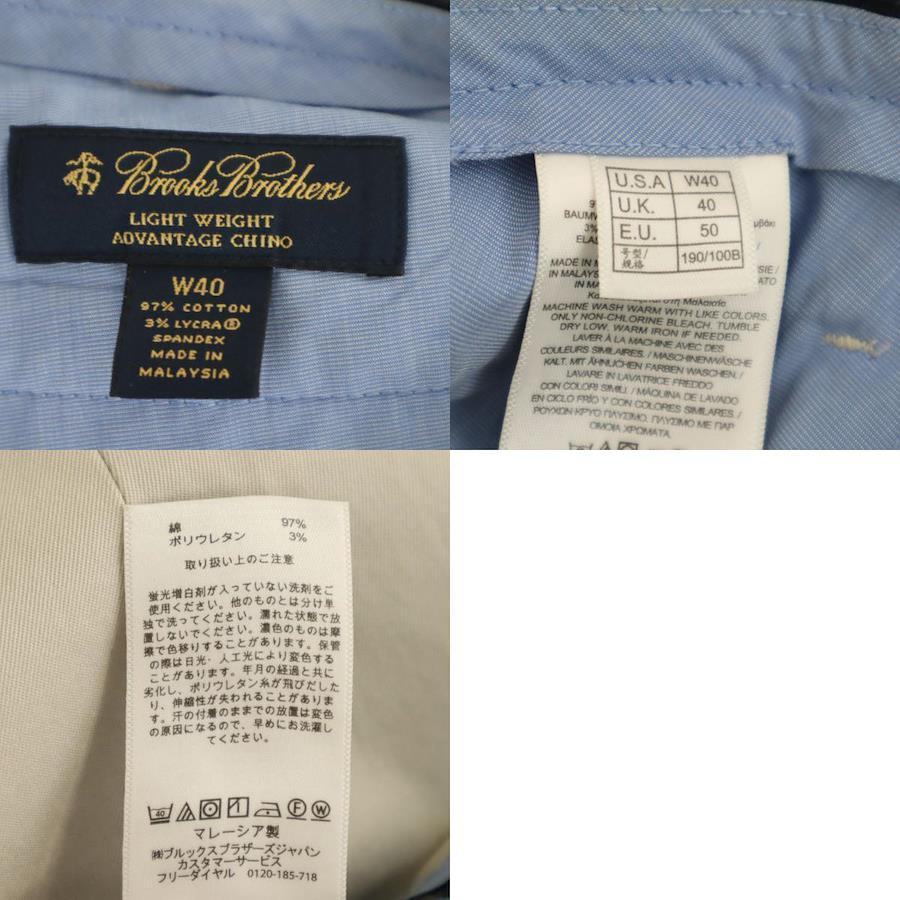 Brooks Brothers
LIGHT WEIGHT
ADVANTAGE CHINO
W40
97% COTTON
3% LYCRA®
SPANDEX
MADE IN
MALAYSIA
U.S.A W40
U.K. 40
E.U. 50
号型/规格 190/100B
MACHINE WASH WARM WITH LIKE COLORS.
ONLY NON-CHLORINE BLEACH. TUMBLE
DRY LOW. WARM IRON IF NEEDED.
LAVER À LA MACHINE AVEC DES
COULEURS SIMILAIRES. / MASCHINENWÄSCHE
KALT. MIT ÄHNLICHEN FARBEN WASCHEN. /
LAVARE IN LAVATRICE FREDDO
CON COLORI SIMILI. / MÁQUINA DE LAVADO
EN CICLO FRÍO Y CON COLORES SIMILARES. /
ΡΟΥΧΩΝ ΚΡΥΟ ΠΛΥΣΙΜΟ. ΠΛΥΣΙΜΟ ΜΕ ΠΑΡ
ΟΜΟΙΑ ΧΡΩΜΑΤΑ.
綿 97%
ポリウレタン 3%
取り扱い上のご注意
蛍光増白剤が入っていない洗剤をご
使用ください。他のものとは分け単
独で洗ってください。濡れた状態で放
置しないでください。濃色のものは摩
擦で色移りすることがあります。保管
の際は日光・人工光により変色する
ことがあります。年月の経過と共に
劣化し、ポリウレタン糸が飛びだした
り、伸縮性が失われることがありま
す。汗の付着のままでの放置は変色
の原因になるので、早めにお洗濯し
てください。
40 F W
マレーシア製
㈱ブルックスブラザーズジャパン
カスタマーサービス
フリーダイヤル 0120-185-718